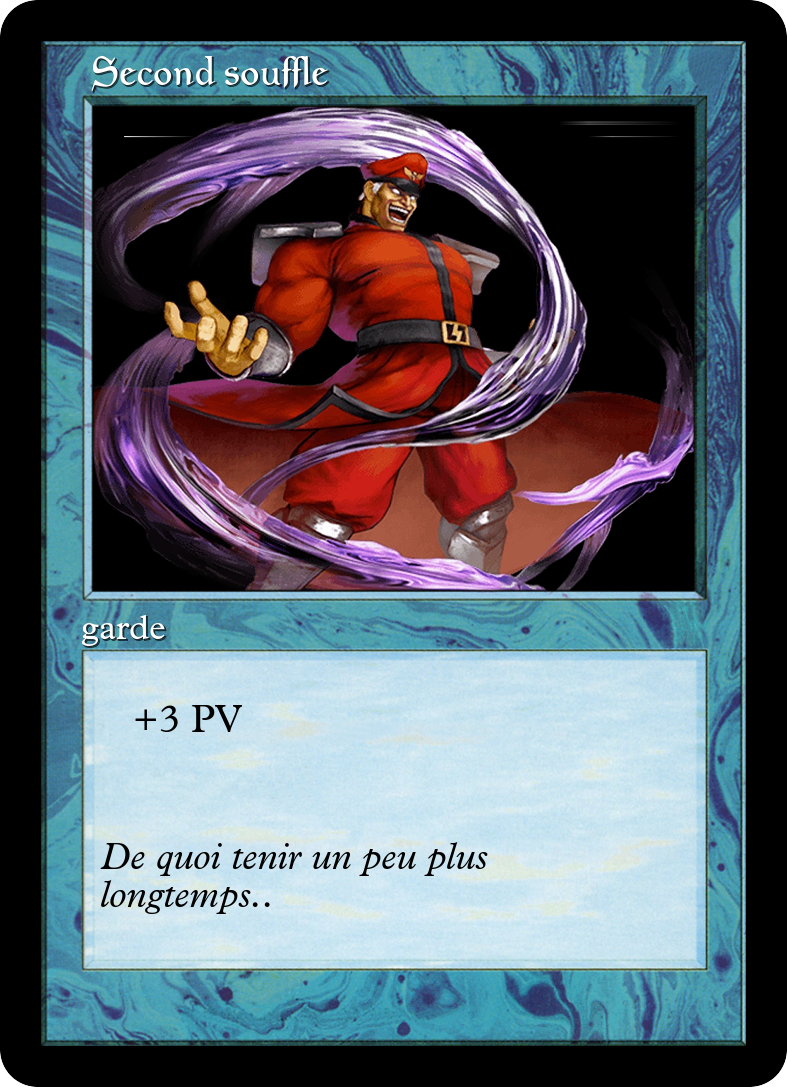 Second souffle
garde
+3 PV
De quoi tenir un peu plus
longtemps..